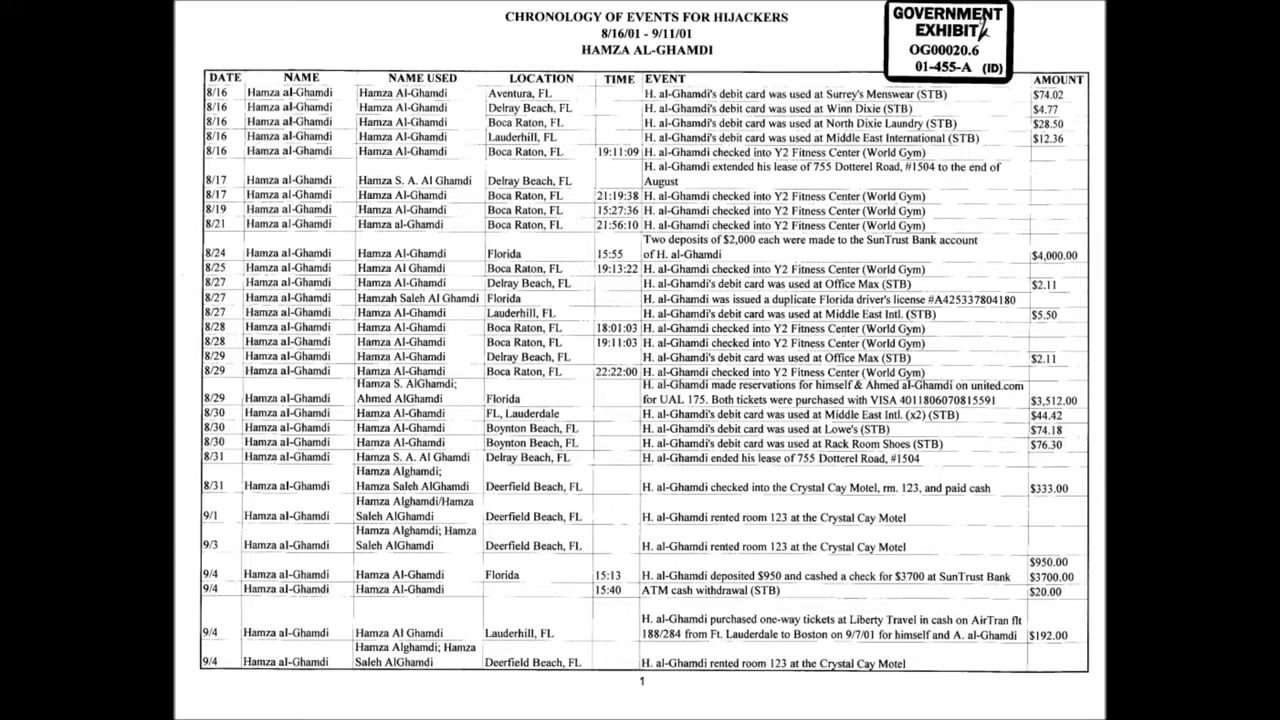 CHRONOLOGY OF EVENTS FOR HIJACKERS
8/16/01 - 9/11/01
HAMZA AL-GHAMDI
GOVERNMENT
EXHIBIT
OG00020.6
01-455-A (ID)
DATE NAME NAME USED LOCATION TIME EVENT AMOUNT
8/16 Hamza al-Ghamdi Hamza Al-Ghamdi Aventura, FL H. al-Ghamdi's debit card was used at Surrey's Menswear (STB) $74.02
8/16 Hamza al-Ghamdi Hamza Al-Ghamdi Delray Beach, FL H. al-Ghamdi's debit card was used at Winn Dixie (STB) $4.77
8/16 Hamza al-Ghamdi Hamza Al-Ghamdi Boca Raton, FL H. al-Ghamdi's debit card was used at North Dixie Laundry (STB) $28.50
8/16 Hamza al-Ghamdi Hamza Al-Ghamdi Lauderhill, FL H. al-Ghamdi's debit card was used at Middle East International (STB) $12.36
8/16 Hamza al-Ghamdi Hamza Al-Ghamdi Boca Raton, FL 19:11:09 H. al-Ghamdi checked into Y2 Fitness Center (World Gym)
H. al-Ghamdi extended his lease of 755 Dotterel Road, #1504 to the end of
8/17 Hamza al-Ghamdi Hamza S. A. Al Ghamdi Delray Beach, FL August
8/17 Hamza al-Ghamdi Hamza Al-Ghamdi Boca Raton, FL 21:19:38 H. al-Ghamdi checked into Y2 Fitness Center (World Gym)
8/19 Hamza al-Ghamdi Hamza Al-Ghamdi Boca Raton, FL 15:27:36 H. al-Ghamdi checked into Y2 Fitness Center (World Gym)
8/21 Hamza al-Ghamdi Hamza al-Ghamdi Boca Raton, FL 21:56:10 H. al-Ghamdi checked into Y2 Fitness Center (World Gym)
Two deposits of $2,000 each were made to the SunTrust Bank account
8/24 Hamza al-Ghamdi Hamza Al-Ghamdi Florida 15:55 of H. al-Ghamdi $4,000.00
8/25 Hamza al-Ghamdi Hamza Al Ghamdi Boca Raton, FL 19:13:22 H. al-Ghamdi checked into Y2 Fitness Center (World Gym)
8/27 Hamza al-Ghamdi Hamza Al-Ghamdi Delray Beach, FL H. al-Ghamdi's debit card was used at Office Max (STB) $2.11
8/27 Hamza al-Ghamdi Hamzah Saleh Al Ghamdi Florida H. al-Ghamdi was issued a duplicate Florida driver's license #A425337804180
8/27 Hamza al-Ghamdi Hamza Al-Ghamdi Lauderhill, FL H. al-Ghamdi's debit card was used at Middle East Intl. (STB) $5.50
8/28 Hamza al-Ghamdi Hamza Al-Ghamdi Boca Raton, FL 18:01:03 H. al-Ghamdi checked into Y2 Fitness Center (World Gym)
8/28 Hamza al-Ghamdi Hamza Al-Ghamdi Boca Raton, FL 19:11:03 H. al-Ghamdi checked into Y2 Fitness Center (World Gym)
8/29 Hamza al-Ghamdi Hamza Al-Ghamdi Delray Beach, FL H. al-Ghamdi's debit card was used at Office Max (STB) $2.11
8/29 Hamza al-Ghamdi Hamza Al-Ghamdi Boca Raton, FL 22:22:00 H. al-Ghamdi checked into Y2 Fitness Center (World Gym)
Hamza S. AlGhamdi; H. al-Ghamdi made reservations for himself & Ahmed al-Ghamdi on united.com
8/29 Hamza al-Ghamdi Ahmed AlGhamdi Florida for UAL 175. Both tickets were purchased with VISA 4011806070815591 $3,512.00
8/30 Hamza al-Ghamdi Hamza Al-Ghamdi FL, Lauderdale H. al-Ghamdi's debit card was used at Middle East Intl. (x2) (STB) $44.42
8/30 Hamza al-Ghamdi Hamza Al-Ghamdi Boynton Beach, FL H. al-Ghamdi's debit card was used at Lowe's (STB) $74.18
8/30 Hamza al-Ghamdi Hamza Al-Ghamdi Boynton Beach, FL H. al-Ghamdi's debit card was used at Rack Room Shoes (STB) $76.30
8/31 Hamza al-Ghamdi Hamza S. A. Al Ghamdi Delray Beach, FL H. al-Ghamdi ended his lease of 755 Dotterel Road, #1504
Hamza Alghamdi;
8/31 Hamza al-Ghamdi Hamza Saleh AlGhamdi Deerfield Beach, FL H. al-Ghamdi checked into the Crystal Cay Motel, rm. 123, and paid cash $333.00
Hamza Alghamdi/Hamza
9/1 Hamza al-Ghamdi Saleh AlGhamdi Deerfield Beach, FL H. al-Ghamdi rented room 123 at the Crystal Cay Motel
Hamza Alghamdi; Hamza
9/3 Hamza al-Ghamdi Saleh AlGhamdi Deerfield Beach, FL H. al-Ghamdi rented room 123 at the Crystal Cay Motel
$950.00
9/4 Hamza al-Ghamdi Hamza Al-Ghamdi Florida 15:13 H. al-Ghamdi deposited $950 and cashed a check for $3700 at SunTrust Bank $3700.00
9/4 Hamza al-Ghamdi Hamza Al-Ghamdi 15:40 ATM cash withdrawal (STB) $20.00
H. al-Ghamdi purchased one-way tickets at Liberty Travel in cash on AirTran flt
9/4 Hamza al-Ghamdi Hamza Al Ghamdi Lauderhill, FL 188/284 from Ft. Lauderdale to Boston on 9/7/01 for himself and A. al-Ghamdi $192.00
Hamza Alghamdi; Hamza
9/4 Hamza al-Ghamdi Saleh AlGhamdi Deerfield Beach, FL H. al-Ghamdi rented room 123 at the Crystal Cay Motel
1